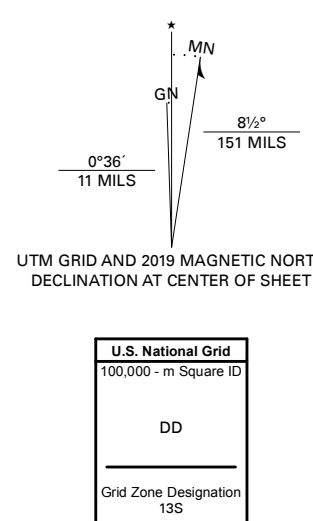 ★
MN
GN
8½°
151 MILS
0°36´
11 MILS
UTM GRID AND 2019 MAGNETIC NORT
DECLINATION AT CENTER OF SHEET
U.S. National Grid
100,000 - m Square ID
DD
Grid Zone Designation
13S